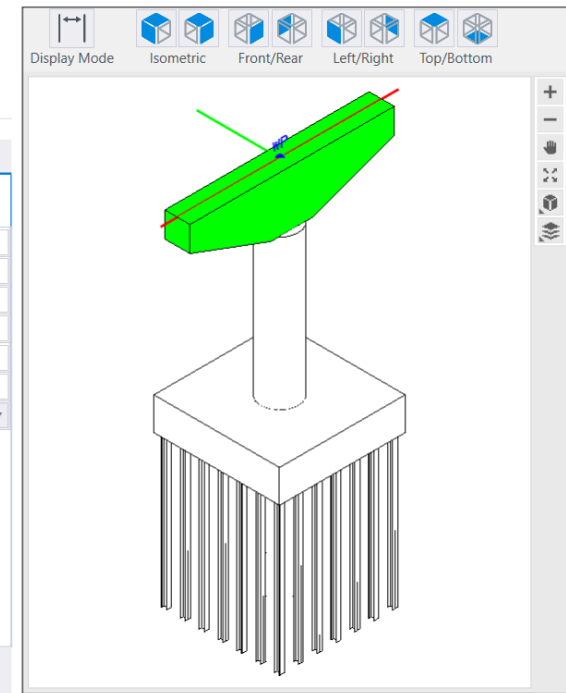 Display Mode
Isometric
Front/Rear
Left/Right
Top/Bottom
WP